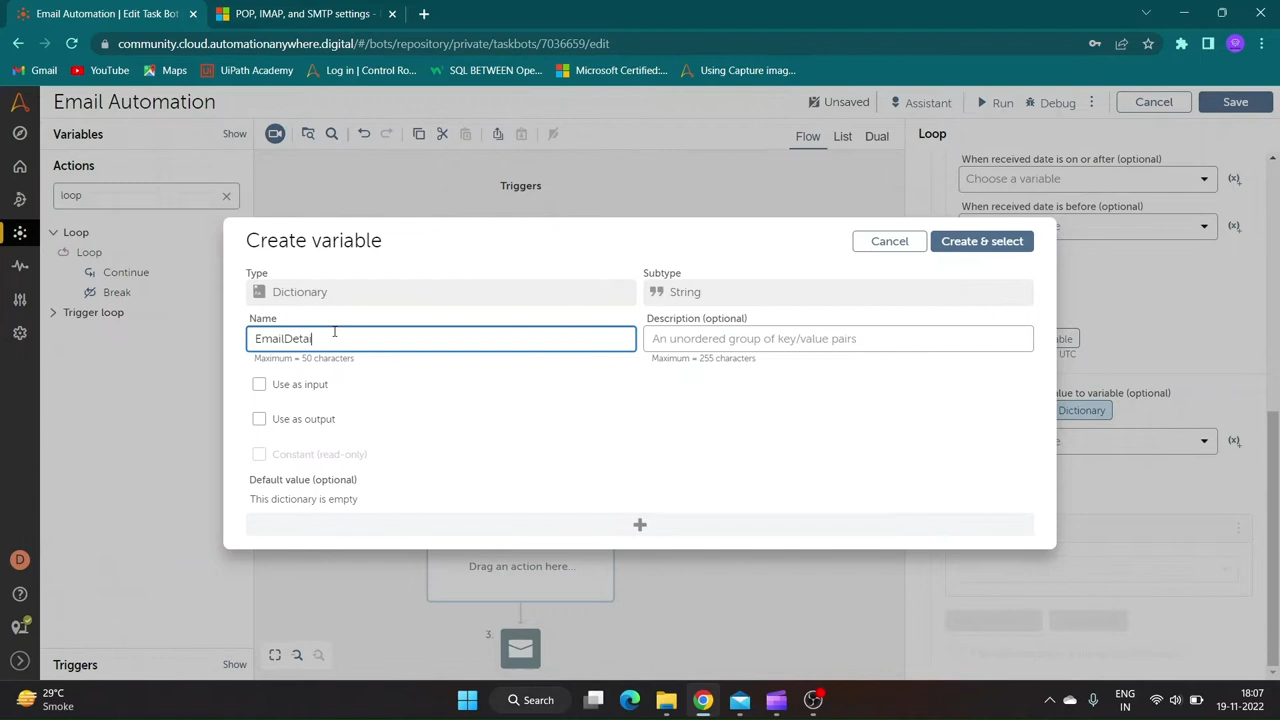 Email Automation | Edit Task Bot
POP, IMAP, and SMTP settings -
community.cloud.automationanywhere.digital/#/bots/repository/private/taskbots/7036659/edit
Gmail YouTube Maps UiPath Academy Log in | Control Ro... SQL BETWEEN Ope... Microsoft Certified:... Using Capture imag...
Email Automation
Unsaved Assistant Run Debug Cancel Save
Variables Show
Flow List Dual
Loop
Actions
loop
Triggers
When received date is on or after (optional)
Choose a variable
(x)
When received date is before (optional)
(x)
Loop
Loop
Continue
Break
Trigger loop
Create variable
Cancel Create & select
Type
Dictionary
Subtype
String
Name
EmailDetai
Maximum = 50 characters
Description (optional)
An unordered group of key/value pairs
Maximum = 255 characters
Use as input
Use as output
Constant (read-only)
Default value (optional)
This dictionary is empty
UTC
to variable (optional)
Dictionary
(x)
Drag an action here...
3.
Triggers Show
D
29°C
Smoke
Search
ENG
IN
18:07
19-11-2022